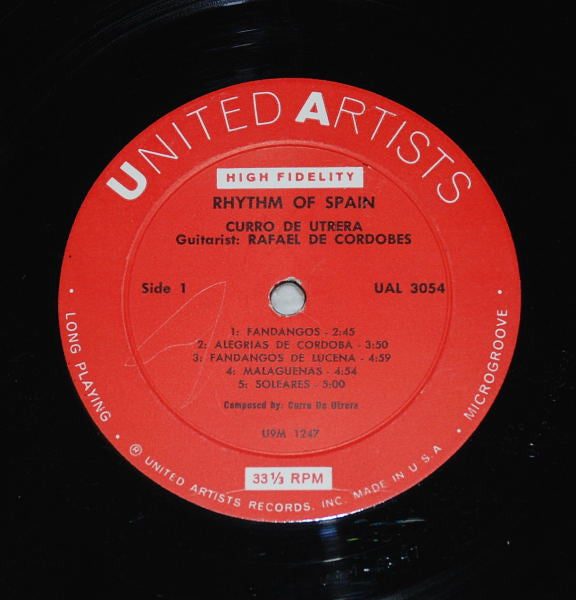 UNITED ARTISTS
HIGH FIDELITY
RHYTHM OF SPAIN
CURRO DE UTRERA
Guitarist: RAFAEL DE CORDOBES
Side 1
UAL 3054
1: FANDANGOS - 2:45
2: ALEGRIAS DE CORDOBA - 3:50
3: FANDANGOS DE LUCENA - 4:59
4: MALAGUENAS - 4:54
5: SOLEARES - 5:00
Composed by: Curro De Utrera
U9M 1247
33 1/3 RPM
• LONG PLAYING • ® UNITED ARTISTS RECORDS, INC. MADE IN U S.A • MICROGROOVE •